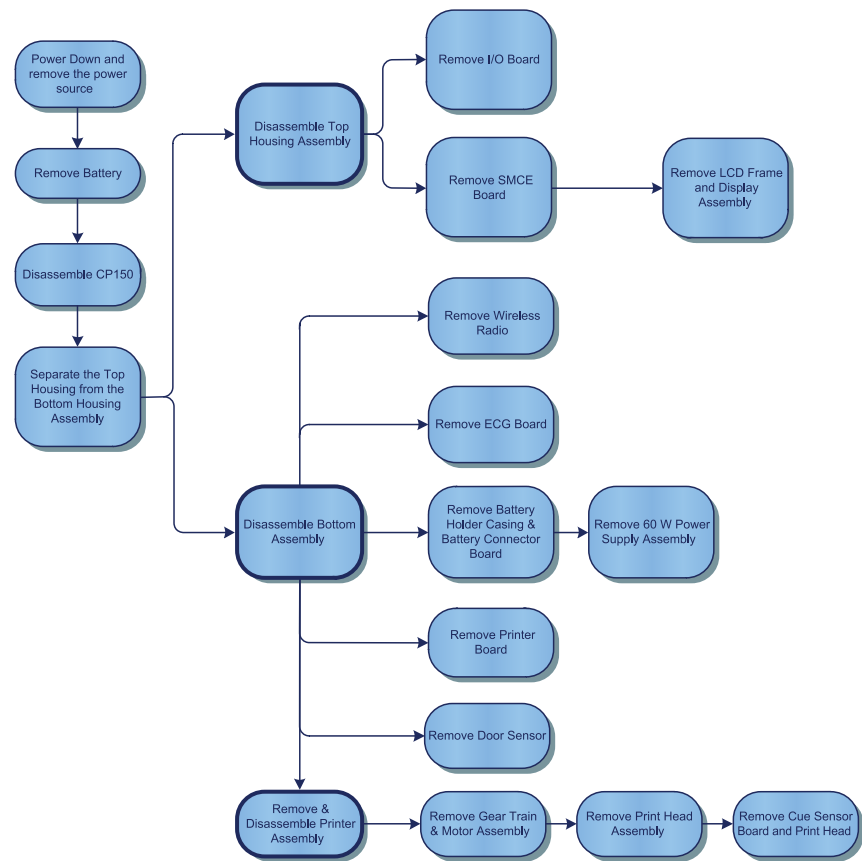 Power Down and
remove the power
source
Remove Battery
Disassemble CP150
Separate the Top
Housing from the
Bottom Housing
Assembly
Disassemble Top
Housing Assembly
Remove I/O Board
Remove SMCE
Board
Remove LCD Frame
and Display
Assembly
Disassemble Bottom
Assembly
Remove Wireless
Radio
Remove ECG Board
Remove Battery
Holder Casing &
Battery Connector
Board
Remove 60 W Power
Supply Assembly
Remove Printer
Board
Remove Door Sensor
Remove &
Disassemble Printer
Assembly
Remove Gear Train
& Motor Assembly
Remove Print Head
Assembly
Remove Cue Sensor
Board and Print Head